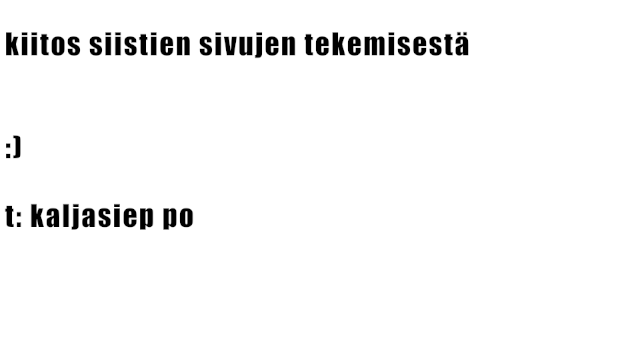 kiitos siistien sivujen tekemisestä
:)
t: kaljasiep po